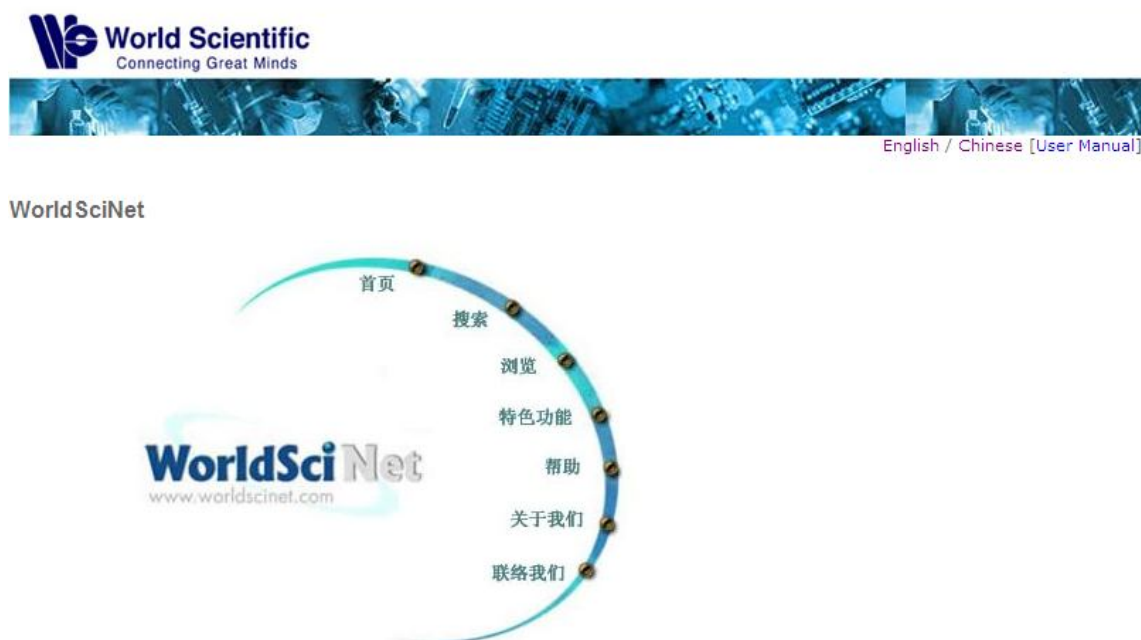 World Scientific
Connecting Great Minds
English / Chinese [User Manual]
WorldSciNet
首页
搜索
浏览
特色功能
WorldSciNet
www.worldscinet.com
帮助
关于我们
联络我们